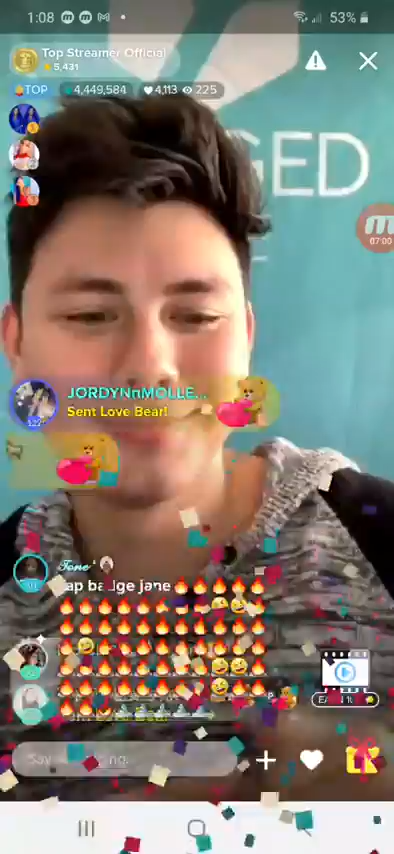 1:08
53%
Top Streamer Official
5,431
TOP
4,449,584
4,113
225
GED
07:00
JORDYNnMOLLE...
Sent Love Bear!
Tone
ap badge jane